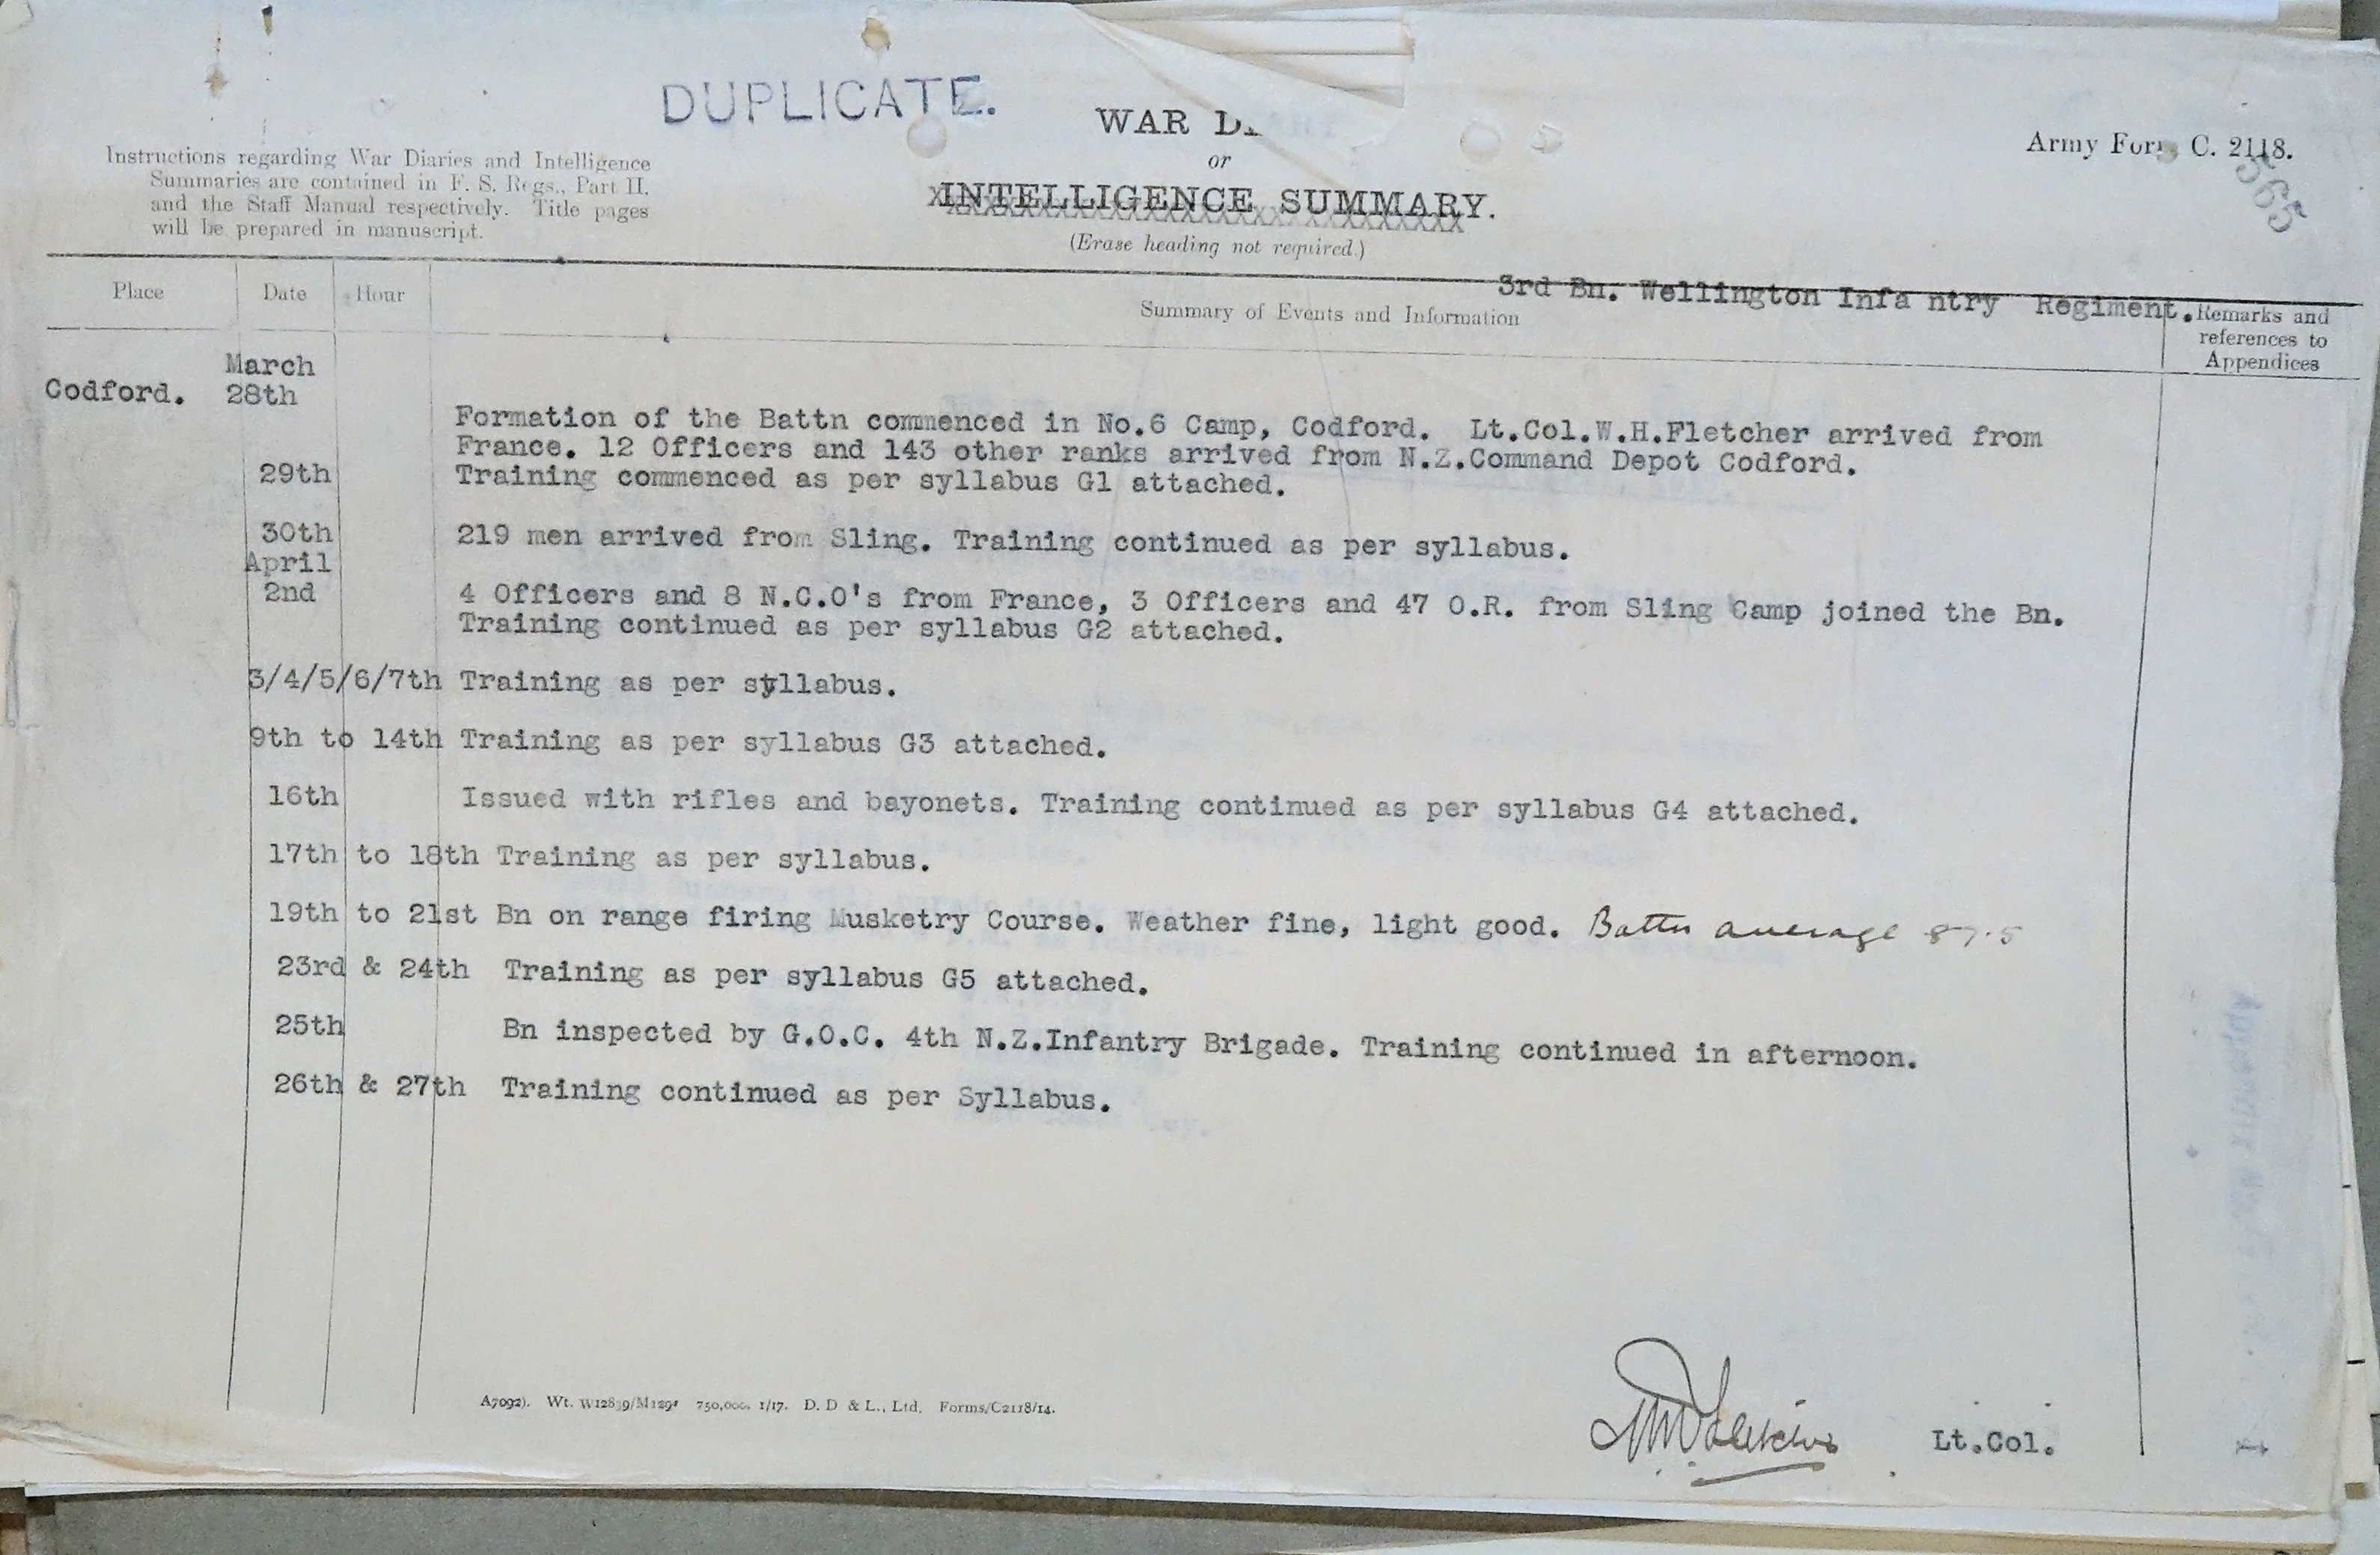 DUPLICATE.
WAR
or
INTELLIGENCE SUMMARY.
(Erase heading not required.)
Army Form C. 2118.
565
Instructions regarding War Diaries and Intelligence
Summaries are contained in F. S. Regs., Part II.
and the Staff Manual respectively. Title pages
will be prepared in manuscript.
3rd Bn. Wellington Infa ntry Regiment.
Place Date Hour Summary of Events and Information Remarks and
references to
Appendices
March
Codford. 28th
Formation of the Battn commenced in No.6 Camp, Codford. Lt.Col.W.H.Fletcher arrived from
France. 12 Officers and 143 other ranks arrived from N.Z.Command Depot Codford.
29th Training commenced as per syllabus G1 attached.
30th 219 men arrived from Sling. Training continued as per syllabus.
April
2nd 4 Officers and 8 N.C.O's from France, 3 Officers and 47 O.R. from Sling Camp joined the Bn.
Training continued as per syllabus G2 attached.
3/4/5/6/7th Training as per syllabus.
9th to 14th Training as per syllabus G3 attached.
16th Issued with rifles and bayonets. Training continued as per syllabus G4 attached.
17th to 18th Training as per syllabus.
19th to 21st Bn on range firing Musketry Course. Weather fine, light good. Battn average 87.5
23rd & 24th Training as per syllabus G5 attached.
25th Bn inspected by G.O.C. 4th N.Z.Infantry Brigade. Training continued in afternoon.
26th & 27th Training continued as per Syllabus.
750,000. 1/17. D. D & L., Ltd. Forms/C2118/14.
Lt.Col.